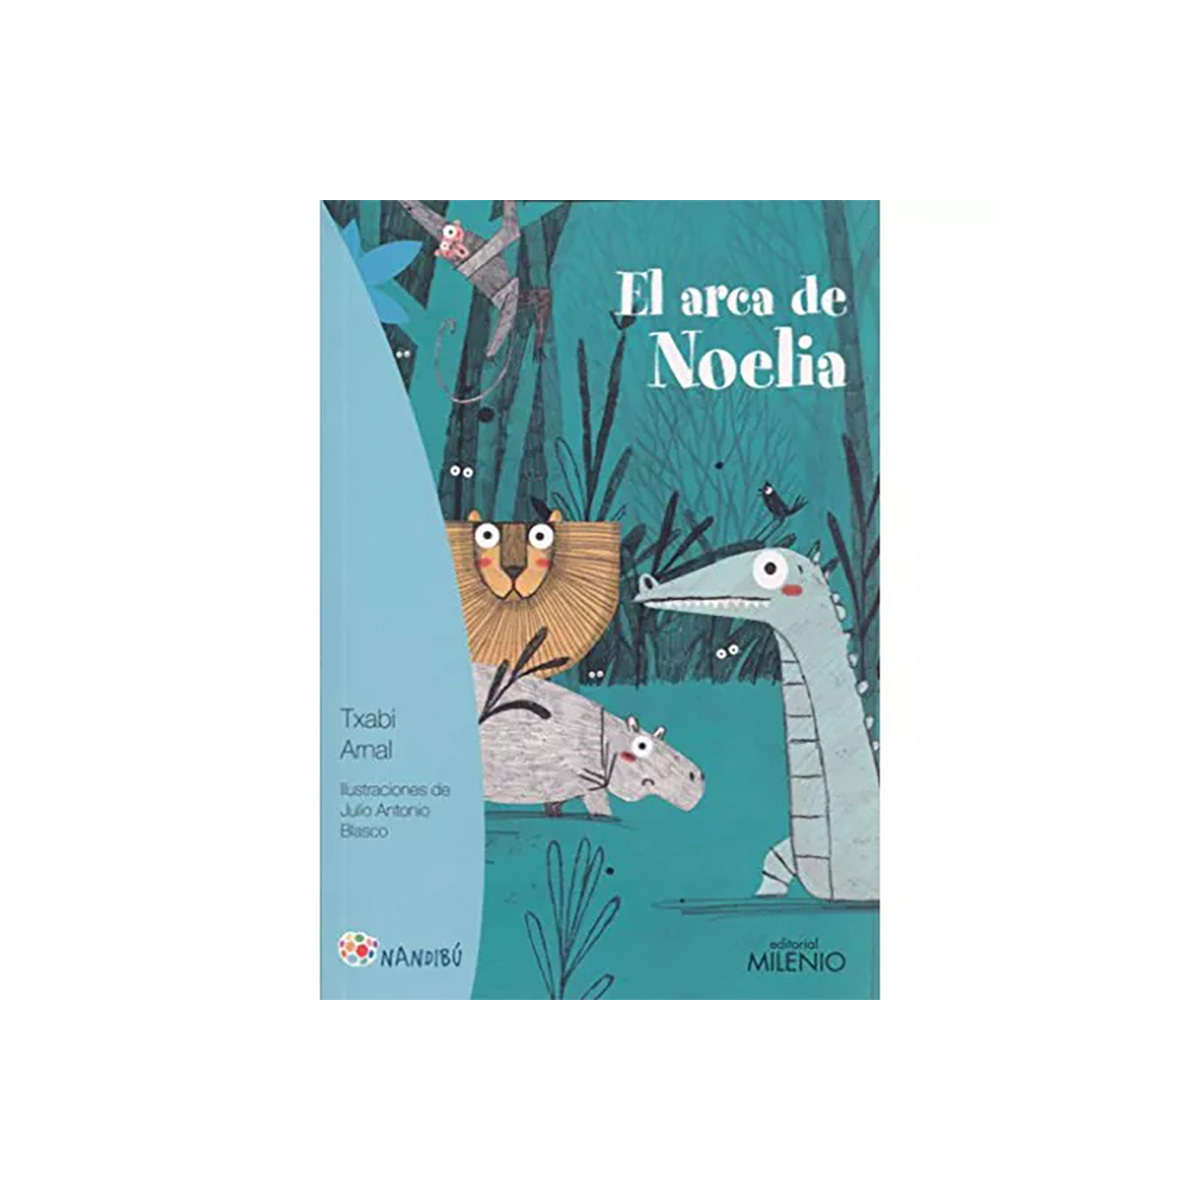 El arca de
Noelia
Txabi
Arnal
Ilustraciones de
Julio Antonio
Blasco
NANDIBÚ
editorial
MILENIO